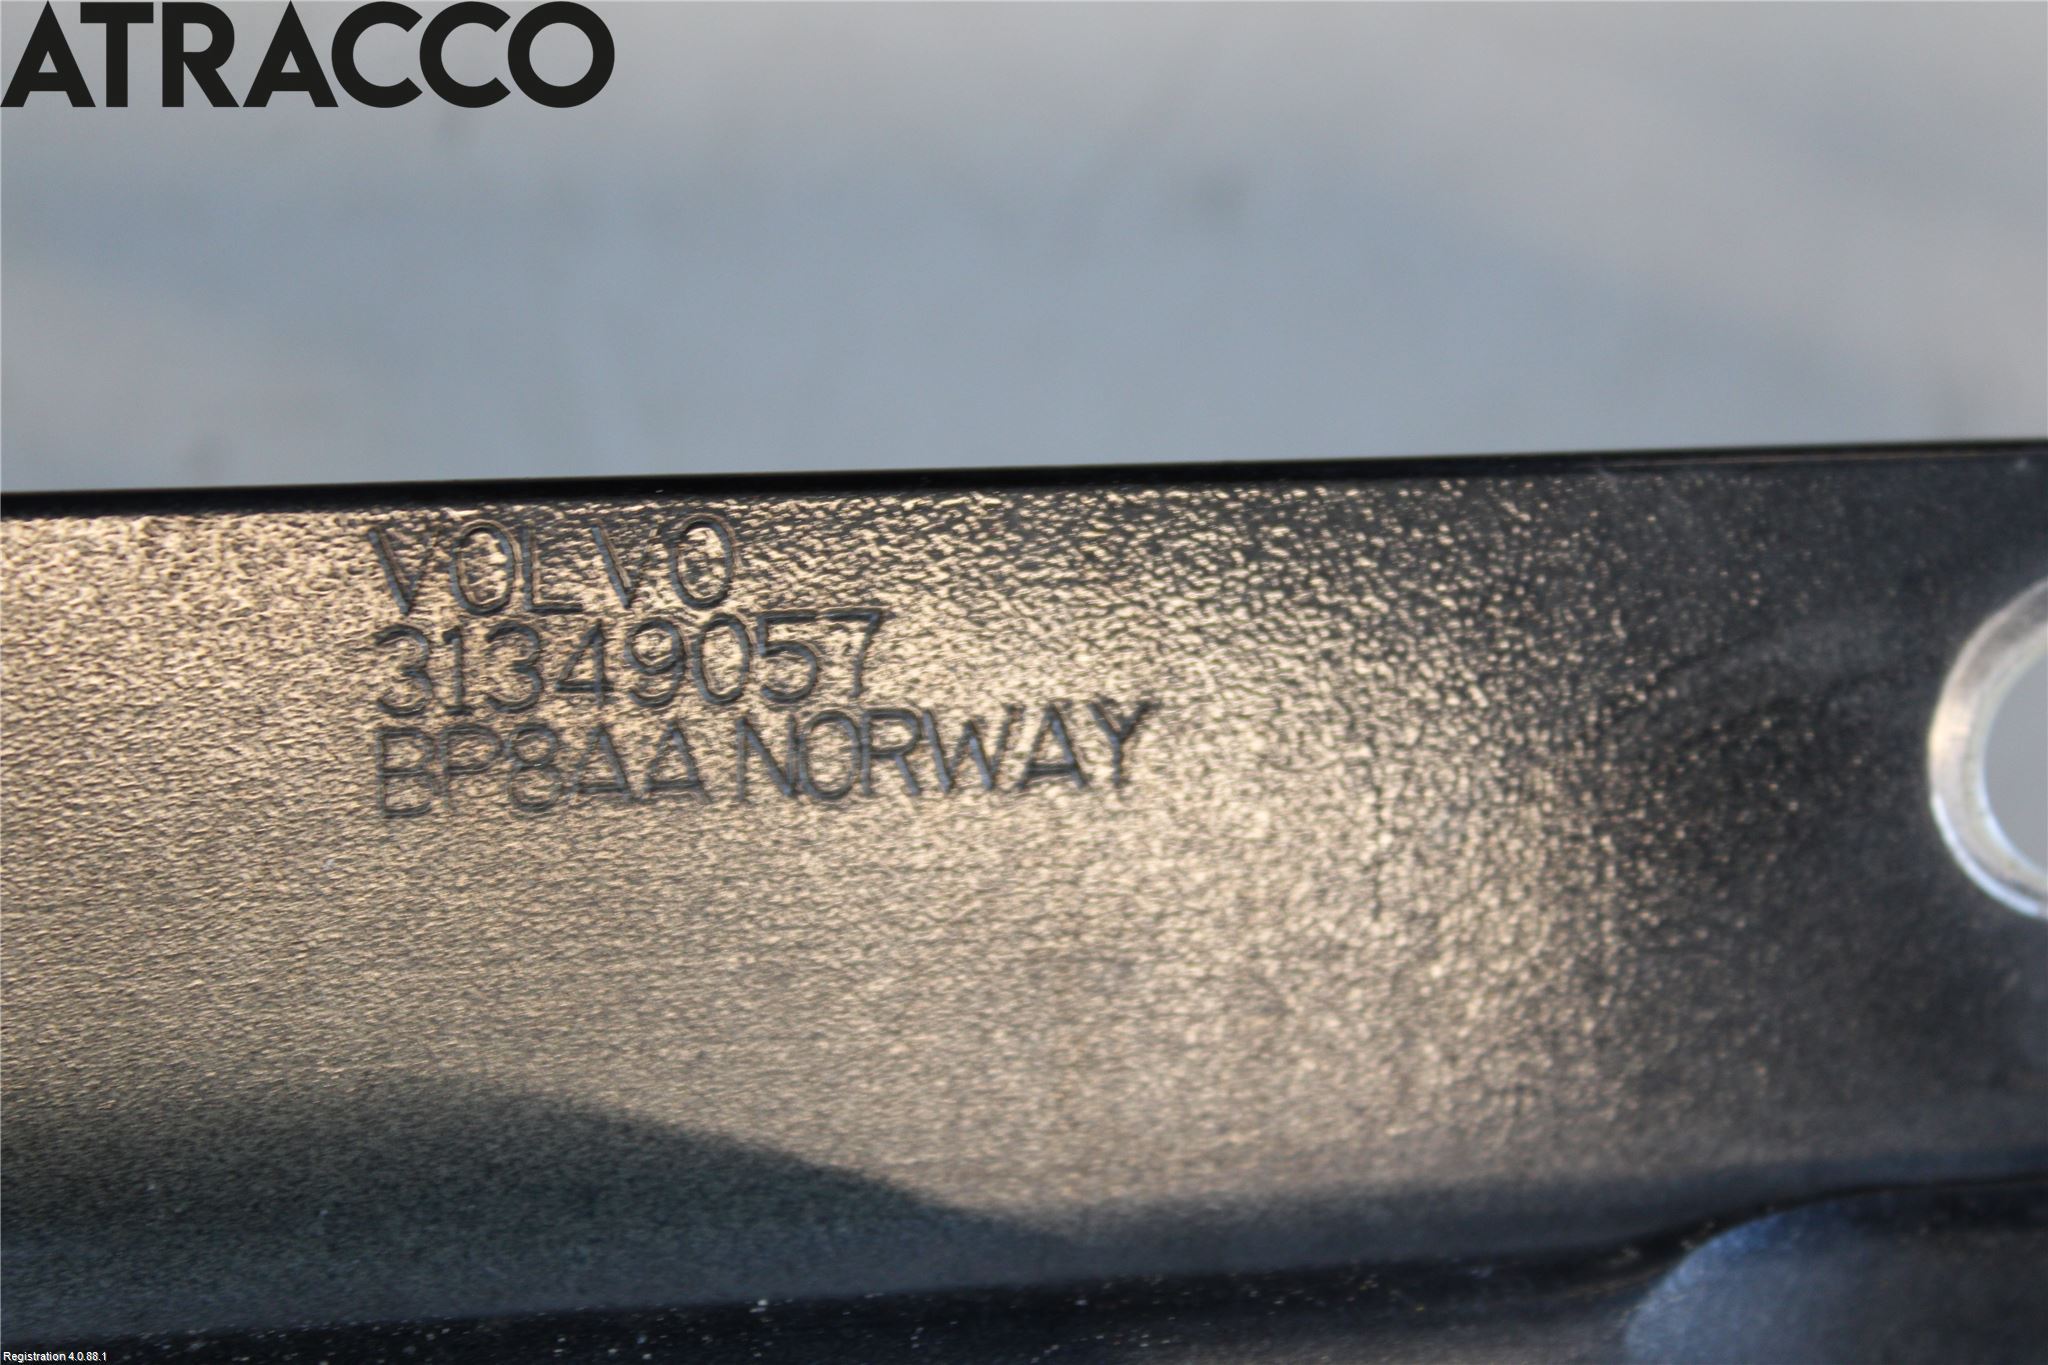 ATRACCO
VOLVO
31349057
BP8AA NORWAY
Registration 4.0.88.1